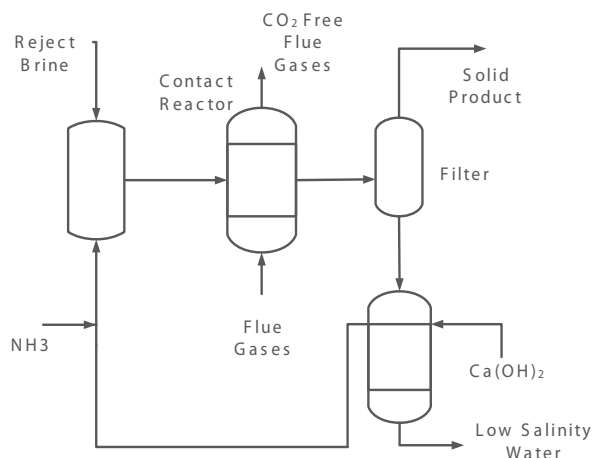 CO₂ Free
Flue
Gases
Reject
Brine
Contact
Reactor
Solid
Product
Filter
NH3
Flue
Gases
Ca(OH)₂
Low Salinity
Water